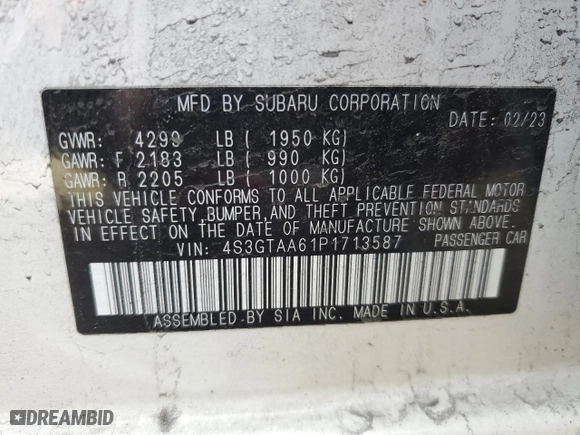 MFD BY SUBARU CORPORATION
DATE: 02/23
GVWR: 4299 LB ( 1950 KG)
GAWR: F 2183 LB ( 990 KG)
GAWR: R 2205 LB ( 1000 KG)
THIS VEHICLE CONFORMS TO ALL APPLICABLE FEDERAL MOTOR
VEHICLE SAFETY,BUMPER,AND THEFT PREVENTION STANDARDS
IN EFFECT ON THE DATE OF MANUFACTURE SHOWN ABOVE.
VIN: 4S3GTAA61P1713587 PASSENGER CAR
ASSEMBLED BY SIA INC. MADE IN U.S.A.
DREAMBID